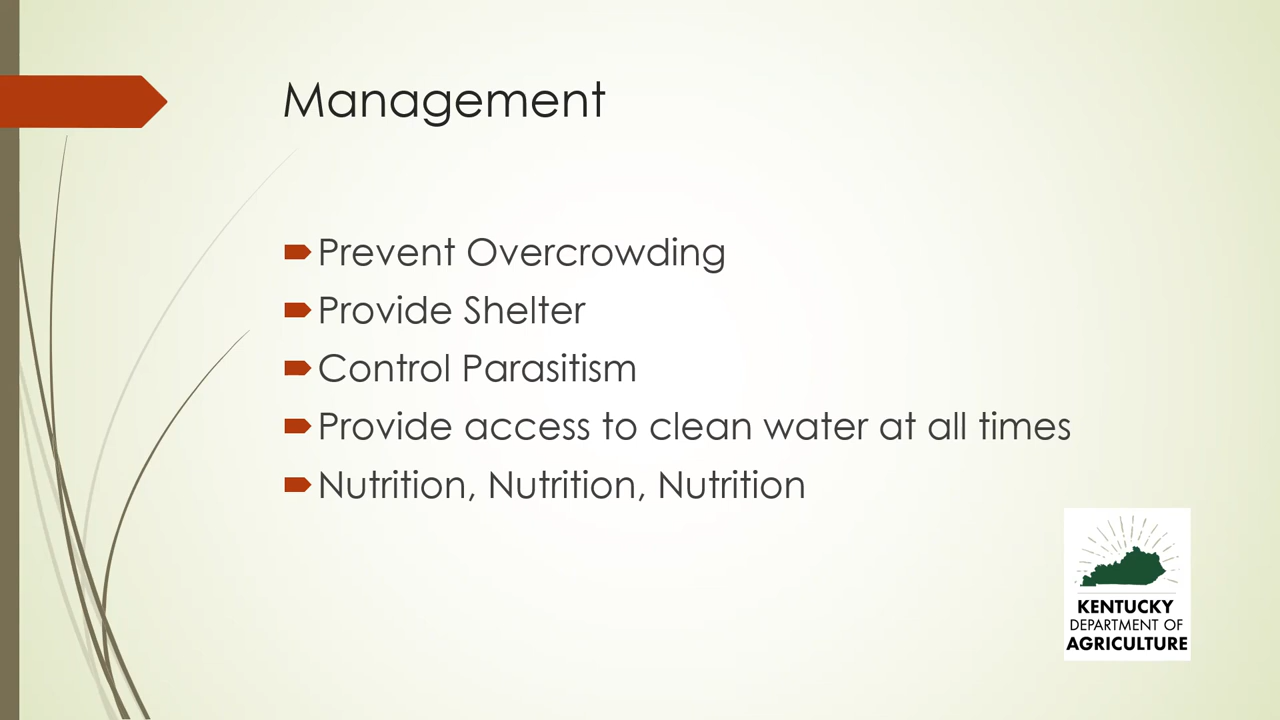 Management
Prevent Overcrowding
Provide Shelter
Control Parasitism
Provide access to clean water at all times
Nutrition, Nutrition, Nutrition
KENTUCKY
DEPARTMENT OF
AGRICULTURE